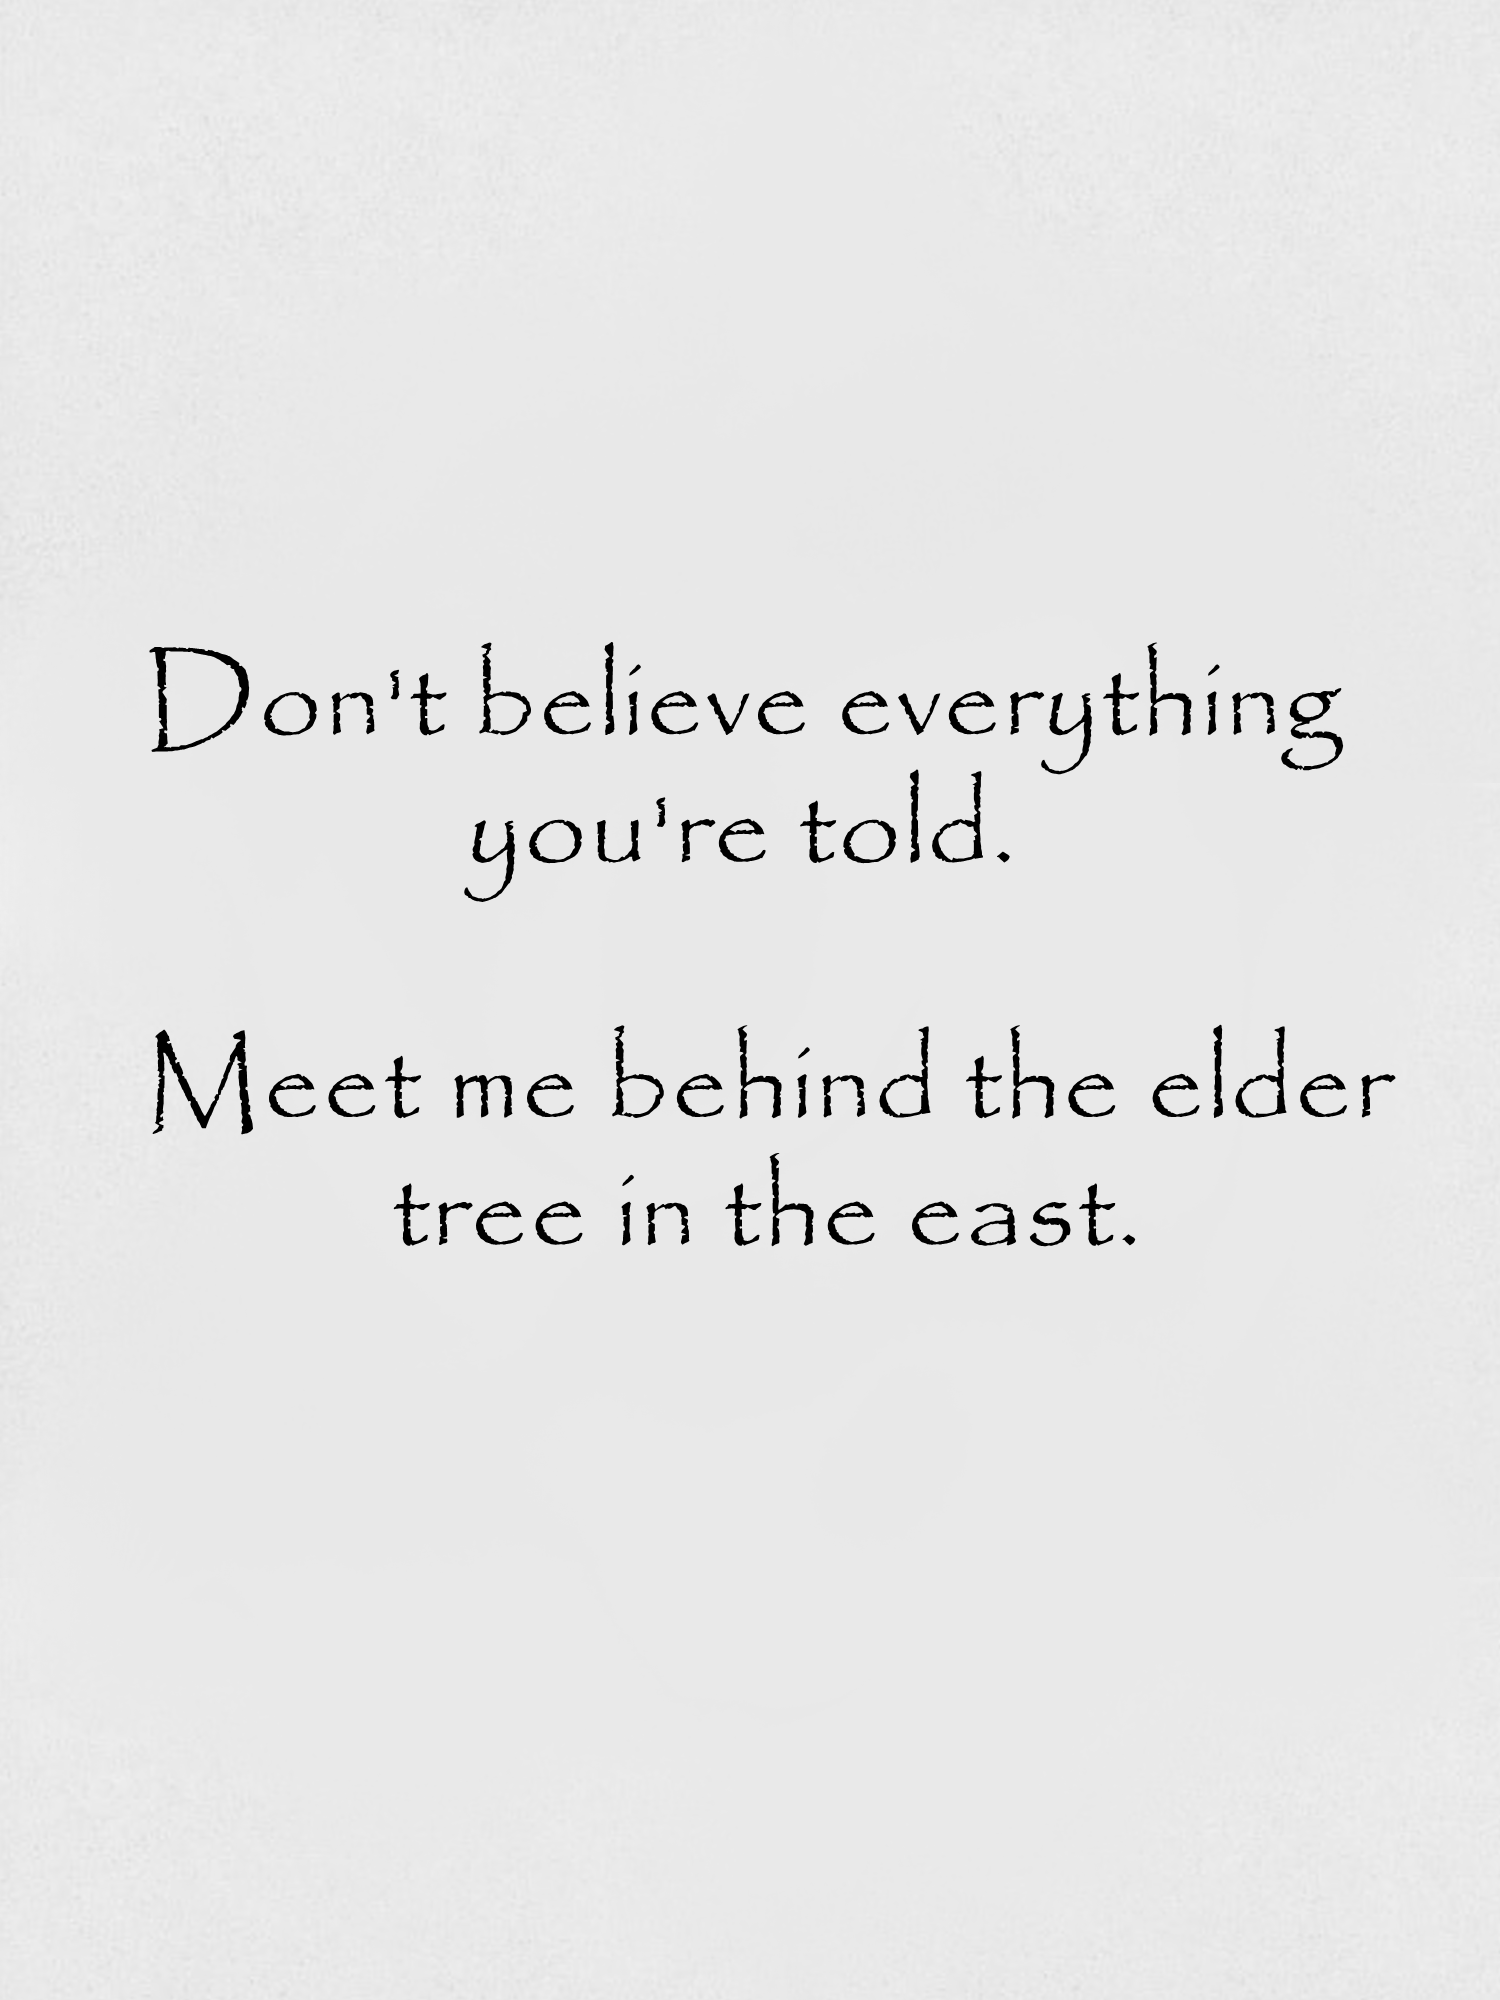 Don't believe everything
you're told.
Meet me behind the elder
tree in the east.